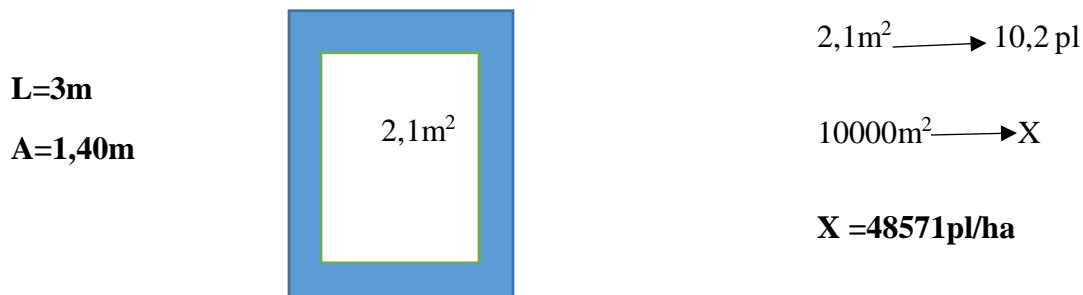 L=3m
A=1,40m
2,1m²
2,1m² → 10,2 pl
10000m² → X
X =48571pl/ha